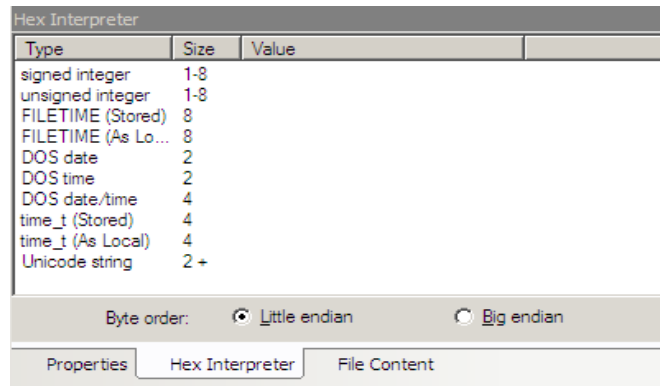 Hex Interpreter
Type Size Value
signed integer 1-8
unsigned integer 1-8
FILETIME (Stored) 8
FILETIME (As Lo... 8
DOS date 2
DOS time 2
DOS date/time 4
time_t (Stored) 4
time_t (As Local) 4
Unicode string 2 +
Byte order: Little endian Big endian
Properties Hex Interpreter File Content